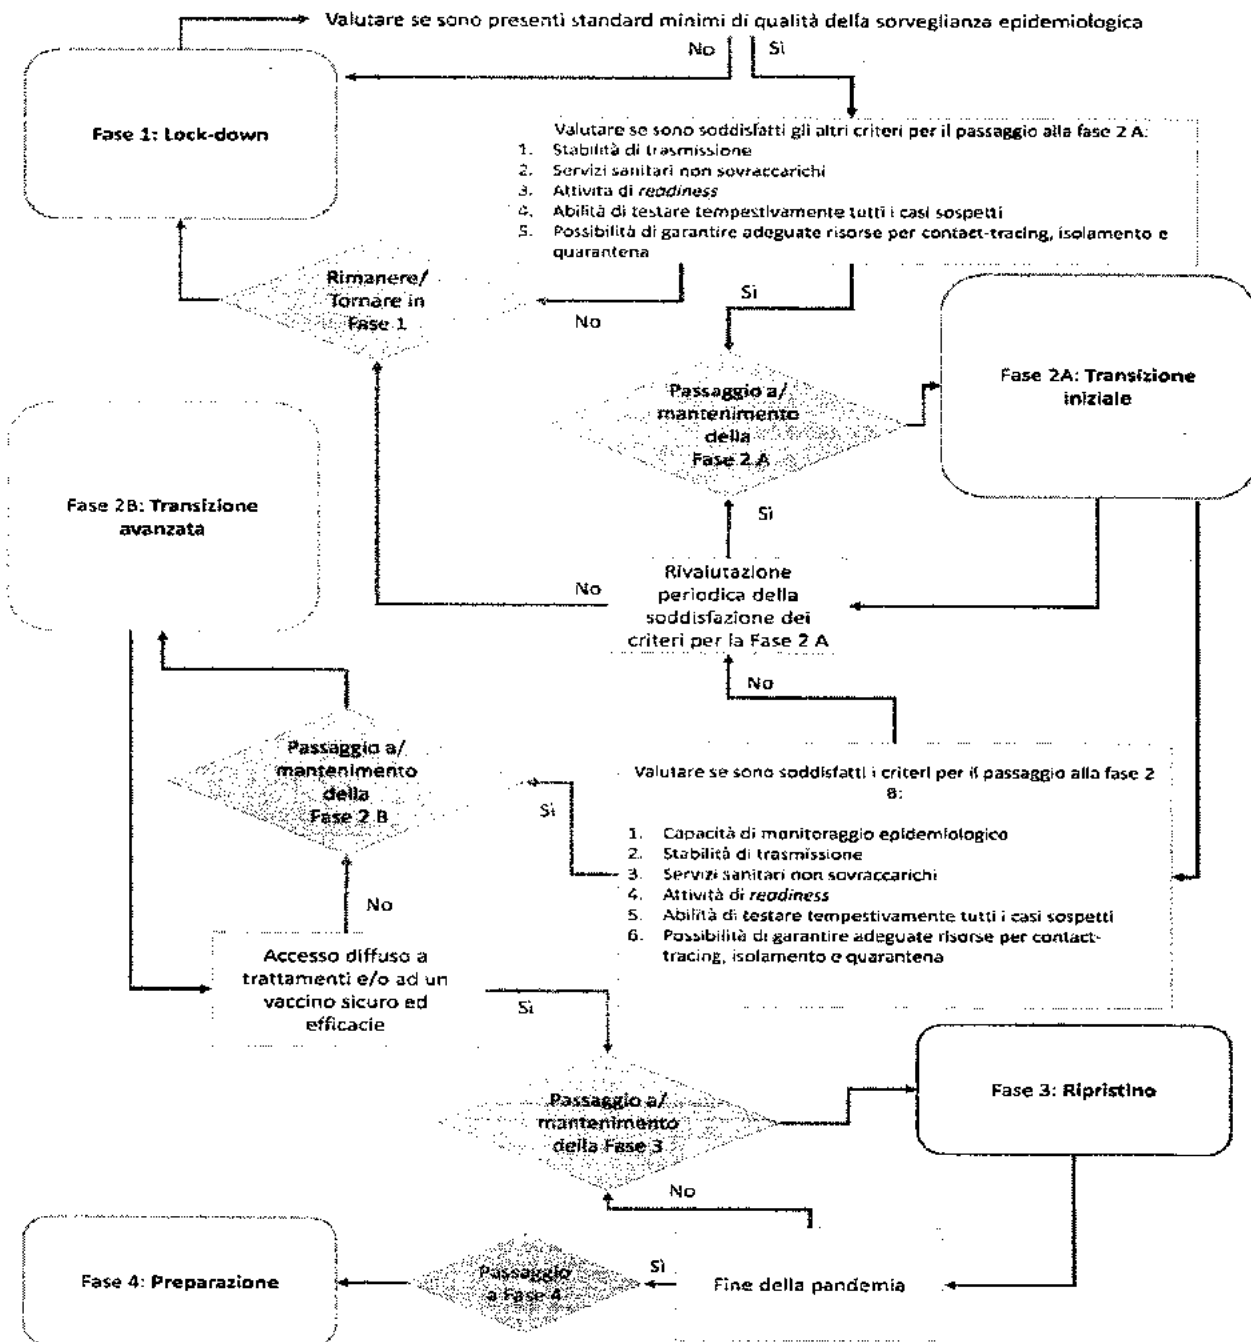 Valutare se sono presenti standard minimi di qualità della sorveglianza epidemiologica
No
Sì
Fase 1: Lock-down
Valutare se sono soddisfatti gli altri criteri per il passaggio alla fase 2 A:
1. Stabilità di trasmissione
2. Servizi sanitari non sovraccarichi
3. Attività di readiness
4. Abilità di testare tempestivamente tutti i casi sospetti
5. Possibilità di garantire adeguate risorse per contact-tracing, isolamento e
quarantena
Rimanere/
Tornare in
Fase 1
No
Sì
Passaggio a/
mantenimento
della
Fase 2 A
Fase 2A: Transizione
iniziale
Fase 2B: Transizione
avanzata
Sì
No
Rivalutazione
periodica della
soddisfazione dei
criteri per la Fase 2 A
No
Passaggio a/
mantenimento
della
Fase 2 B
Sì
Valutare se sono soddisfatti i criteri per il passaggio alla fase 2
B:
1. Capacità di monitoraggio epidemiologico
2. Stabilità di trasmissione
3. Servizi sanitari non sovraccarichi
4. Attività di readiness
5. Abilità di testare tempestivamente tutti i casi sospetti
6. Possibilità di garantire adeguate risorse per contact-
tracing, isolamento e quarantena
No
Accesso diffuso a
trattamenti e/o ad un
vaccino sicuro ed
efficacie
Sì
Passaggio a/
mantenimento
della Fase 3
Fase 3: Ripristino
No
Fase 4: Preparazione
Passaggio
a Fase 4
Sì
Fine della pandemia